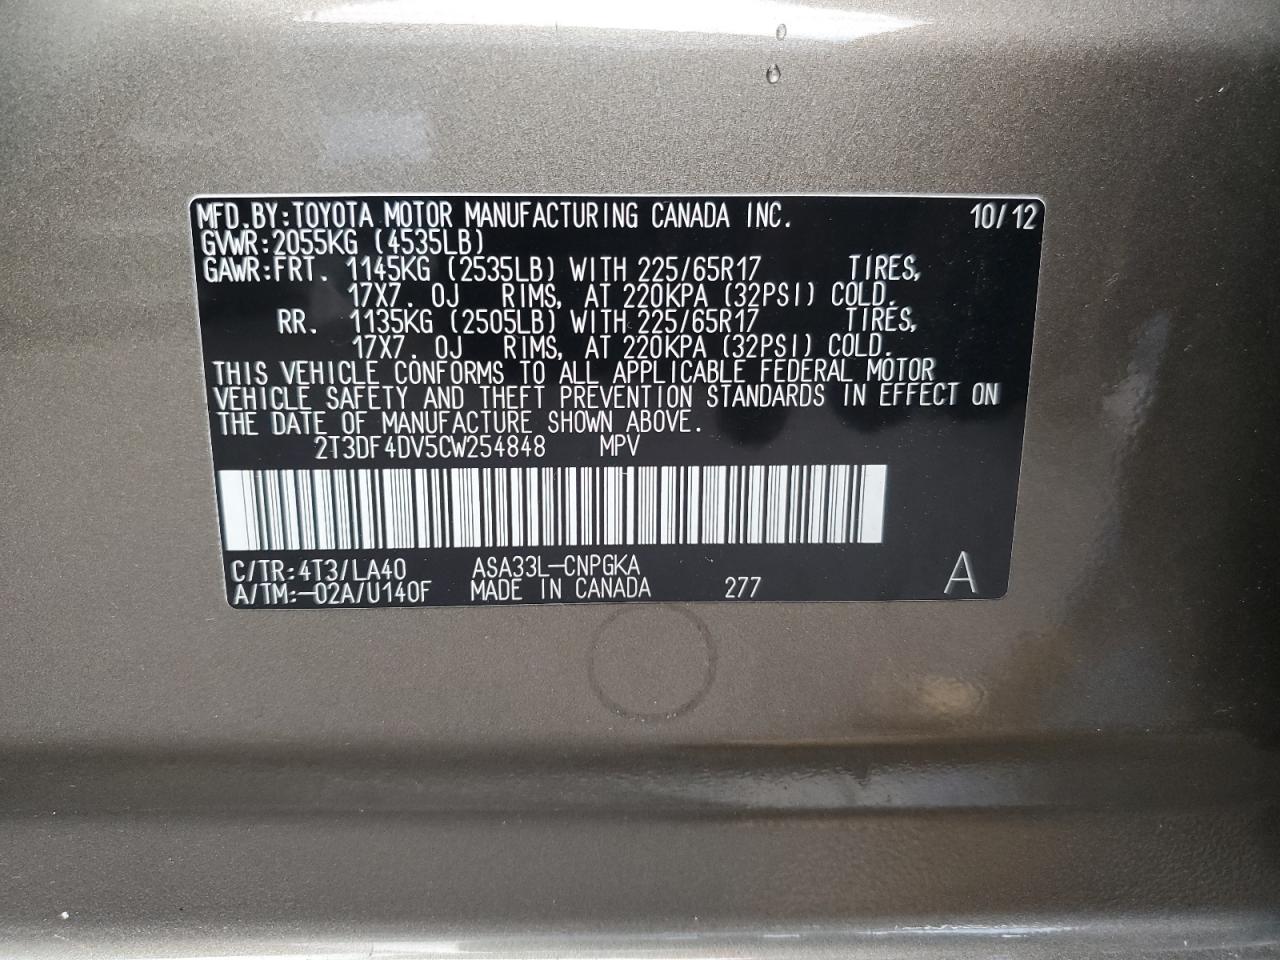 MFD.BY:TOYOTA MOTOR MANUFACTURING CANADA INC. 10/12
GVWR:2055KG (4535LB)
GAWR:FRT. 1145KG (2535LB) WITH 225/65R17 TIRES,
17X7.0J RIMS, AT 220KPA (32PSI) COLD.
RR. 1135KG (2505LB) WITH 225/65R17 TIRES,
17X7.0J RIMS, AT 220KPA (32PSI) COLD.
THIS VEHICLE CONFORMS TO ALL APPLICABLE FEDERAL MOTOR
VEHICLE SAFETY AND THEFT PREVENTION STANDARDS IN EFFECT ON
THE DATE OF MANUFACTURE SHOWN ABOVE.
2T3DF4DV5CW254848 MPV
C/TR:4T3/LA40 ASA33L-CNPGKA
A/TM:-02A/U140F MADE IN CANADA 277 A